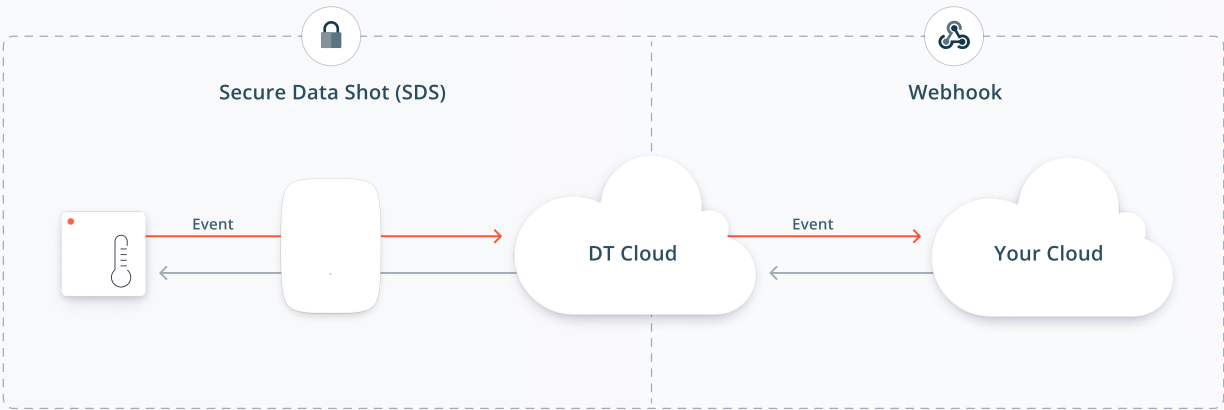 Secure Data Shot (SDS)
Webhook
Event
DT Cloud
Event
Your Cloud